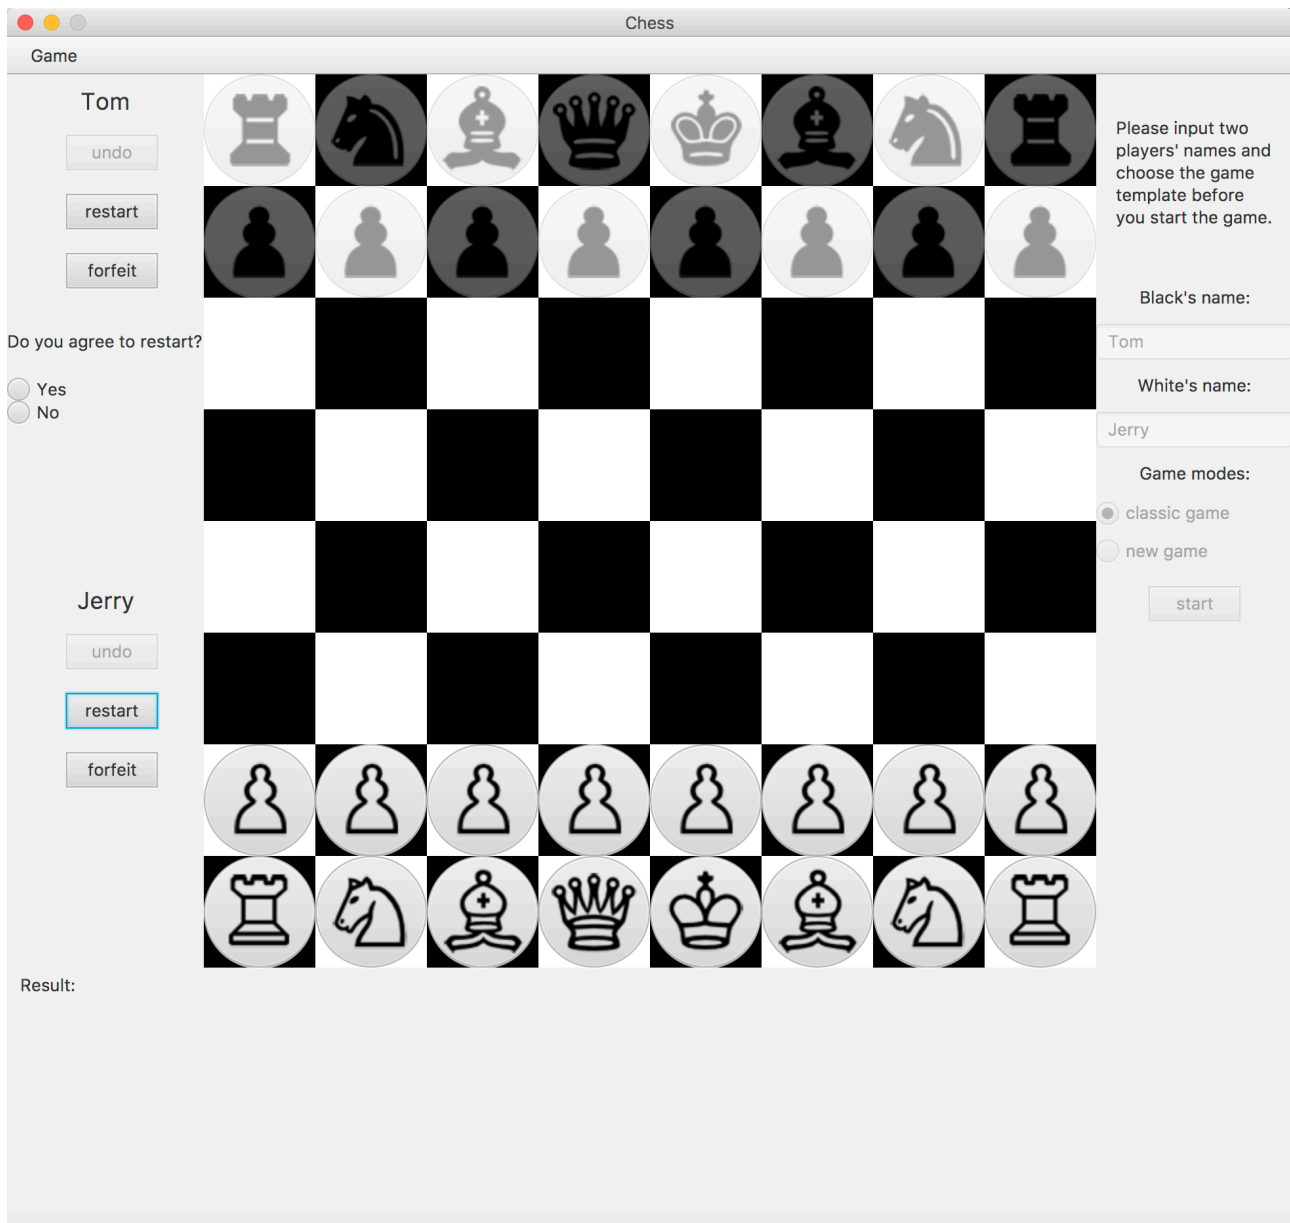 Chess
Game
Tom
undo
restart
forfeit
Do you agree to restart?
Yes
No
Jerry
undo
restart
forfeit
Please input two
players' names and
choose the game
template before
you start the game.
Black's name:
Tom
White's name:
Jerry
Game modes:
classic game
new game
start
Result: